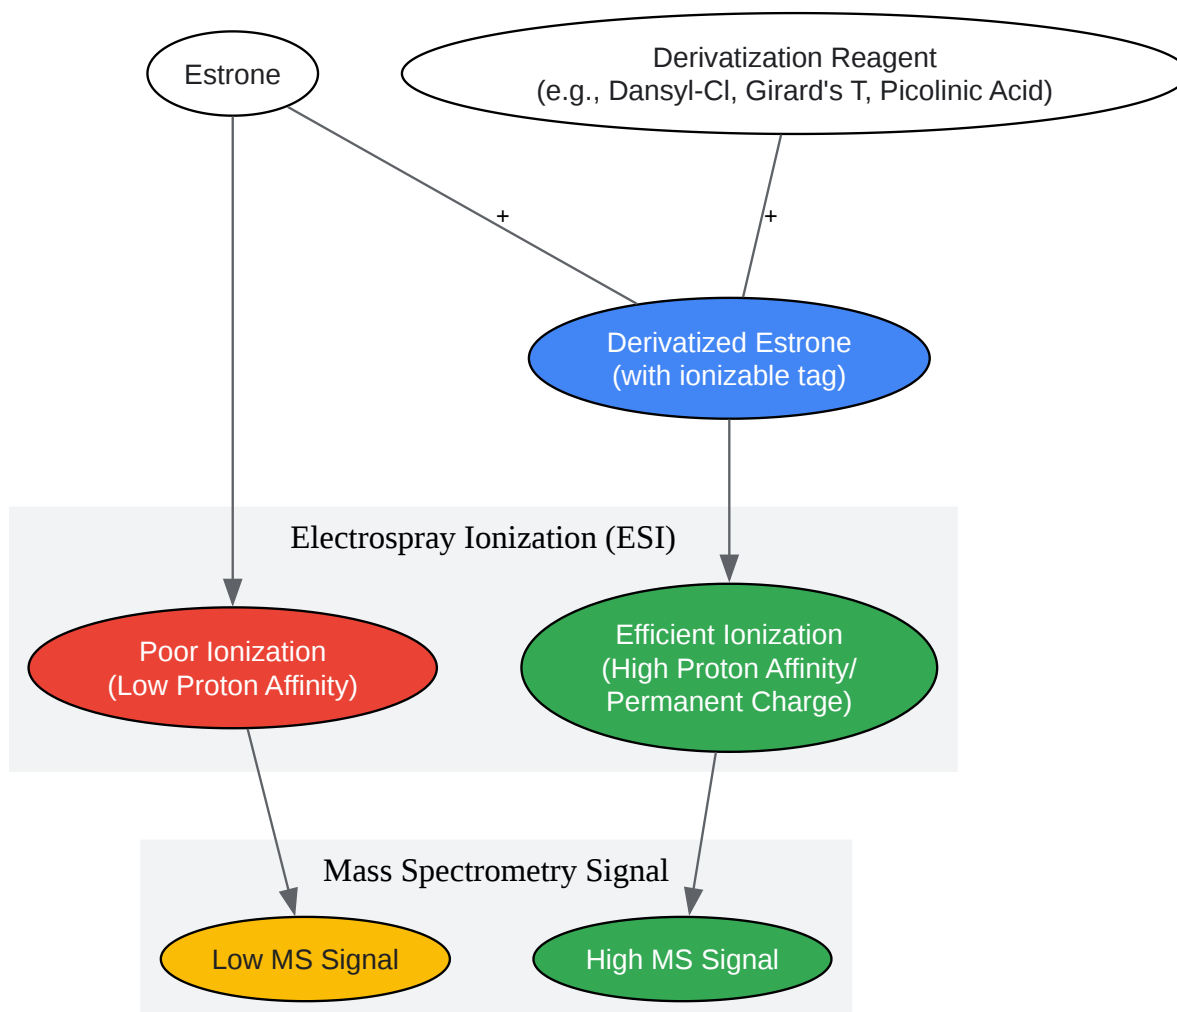 Estrone
Derivatization Reagent
(e.g., Dansyl-Cl, Girard's T, Picolinic Acid)
+
+
Derivatized Estrone
(with ionizable tag)
Electrospray Ionization (ESI)
Poor Ionization
(Low Proton Affinity)
Efficient Ionization
(High Proton Affinity/
Permanent Charge)
Mass Spectrometry Signal
Low MS Signal
High MS Signal